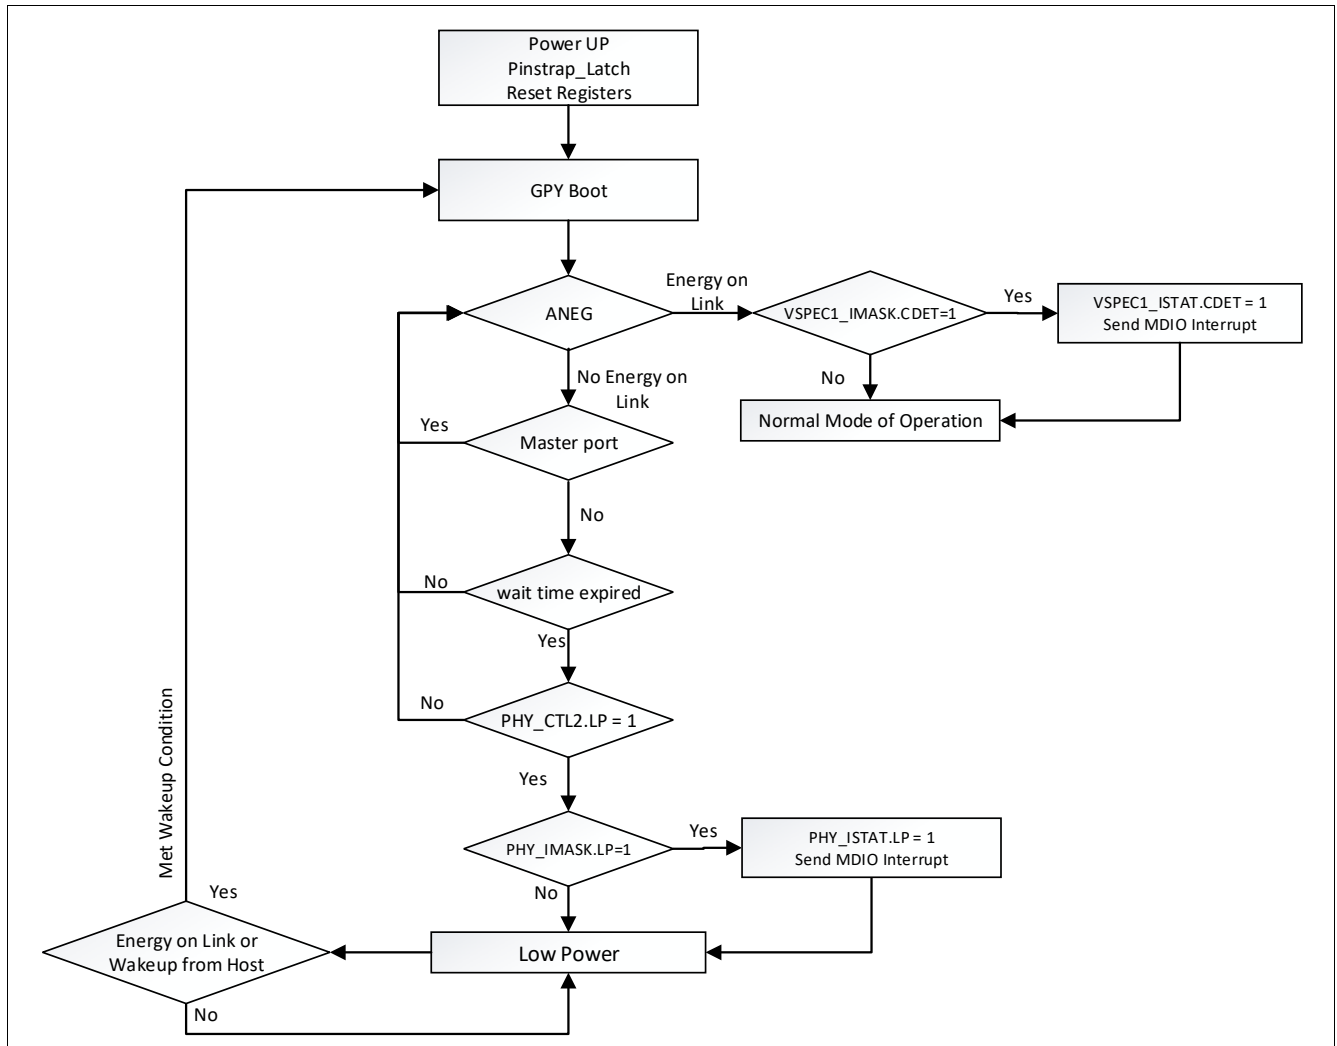 Power UP
Pinstrap_Latch
Reset Registers
GPY Boot
ANEG
Energy on
Link
VSPEC1_IMASK.CDET=1
Yes
VSPEC1_ISTAT.CDET = 1
Send MDIO Interrupt
No
Normal Mode of Operation
No Energy on
Link
Yes
Master port
No
No
wait time expired
Yes
No
PHY_CTL2.LP = 1
Yes
PHY_IMASK.LP=1
Yes
PHY_ISTAT.LP = 1
Send MDIO Interrupt
No
Low Power
Met Wakeup Condition
Yes
Energy on Link or
Wakeup from Host
No